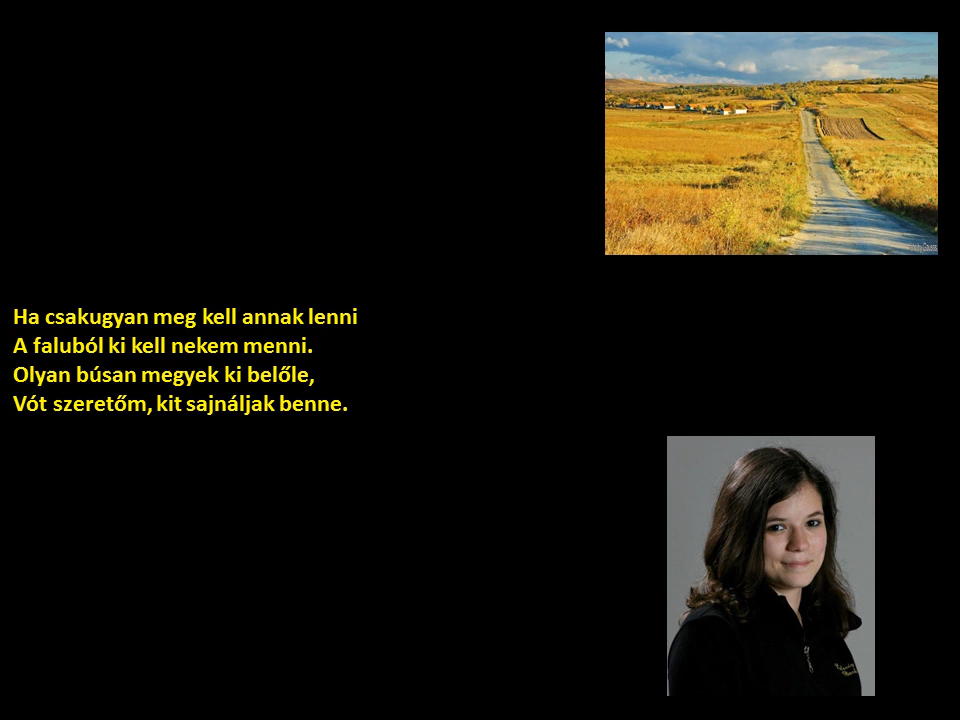 Ha csakugyan meg kell annak lenni
A faluból ki kell nekem menni.
Olyan búsan megyek ki belőle,
Vót szeretőm, kit sajnáljak benne.